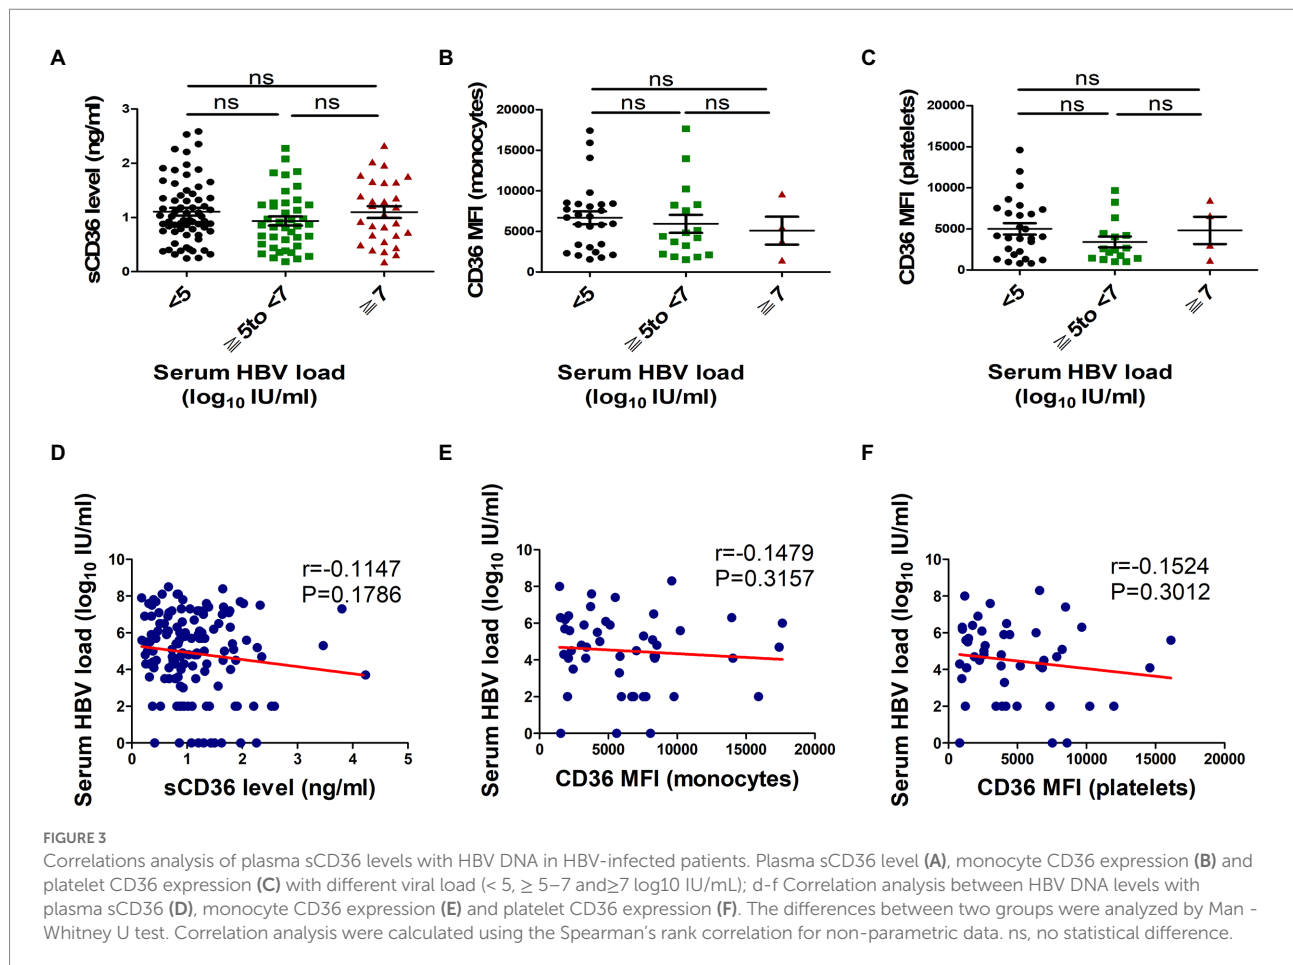 A
ns
ns
ns
sCD36 level (ng/ml)
3
2
1
0
<5
≧ 5to <7
≧ 7
Serum HBV load
(log10 IU/ml)
B
ns
ns
ns
CD36 MFI (monocytes)
20000
15000
10000
5000
0
<5
≧ 5to <7
≧ 7
Serum HBV load
(log10 IU/ml)
C
ns
ns
ns
CD36 MFI (platelets)
20000
15000
10000
5000
0
<5
≧ 5to <7
≧ 7
Serum HBV load
(log10 IU/ml)
D
Serum HBV load (log10 IU/ml)
10
8
6
4
2
0
r=-0.1147
P=0.1786
0 1 2 3 4 5
sCD36 level (ng/ml)
E
Serum HBV load (log10 IU/ml)
10
8
6
4
2
0
r=-0.1479
P=0.3157
0 5000 10000 15000 20000
CD36 MFI (monocytes)
F
Serum HBV load (log10 IU/ml)
10
8
6
4
2
0
r=-0.1524
P=0.3012
0 5000 10000 15000 20000
CD36 MFI (platelets)
FIGURE 3
Correlations analysis of plasma sCD36 levels with HBV DNA in HBV-infected patients. Plasma sCD36 level (A), monocyte CD36 expression (B) and
platelet CD36 expression (C) with different viral load (< 5, ≥ 5–7 and≥7 log10 IU/mL); d-f Correlation analysis between HBV DNA levels with
plasma sCD36 (D), monocyte CD36 expression (E) and platelet CD36 expression (F). The differences between two groups were analyzed by Man -
Whitney U test. Correlation analysis were calculated using the Spearman's rank correlation for non-parametric data. ns, no statistical difference.